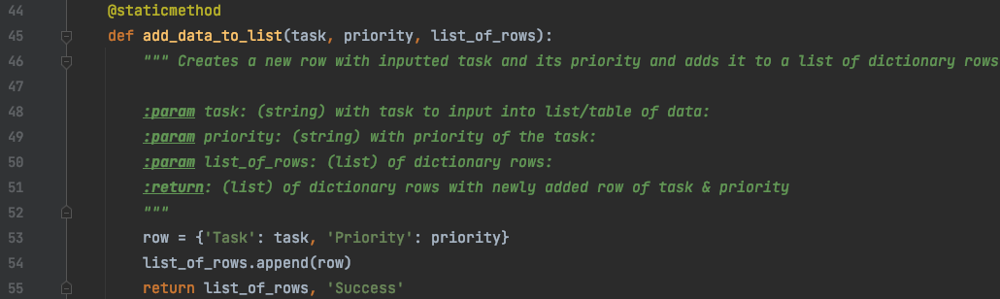 44 @staticmethod
45 def add_data_to_list(task, priority, list_of_rows):
46 """ Creates a new row with inputted task and its priority and adds it to a list of dictionary rows
47
48 :param task: (string) with task to input into list/table of data:
49 :param priority: (string) with priority of the task:
50 :param list_of_rows: (list) of dictionary rows:
51 :return: (list) of dictionary rows with newly added row of task & priority
52 """
53 row = {'Task': task, 'Priority': priority}
54 list_of_rows.append(row)
55 return list_of_rows, 'Success'